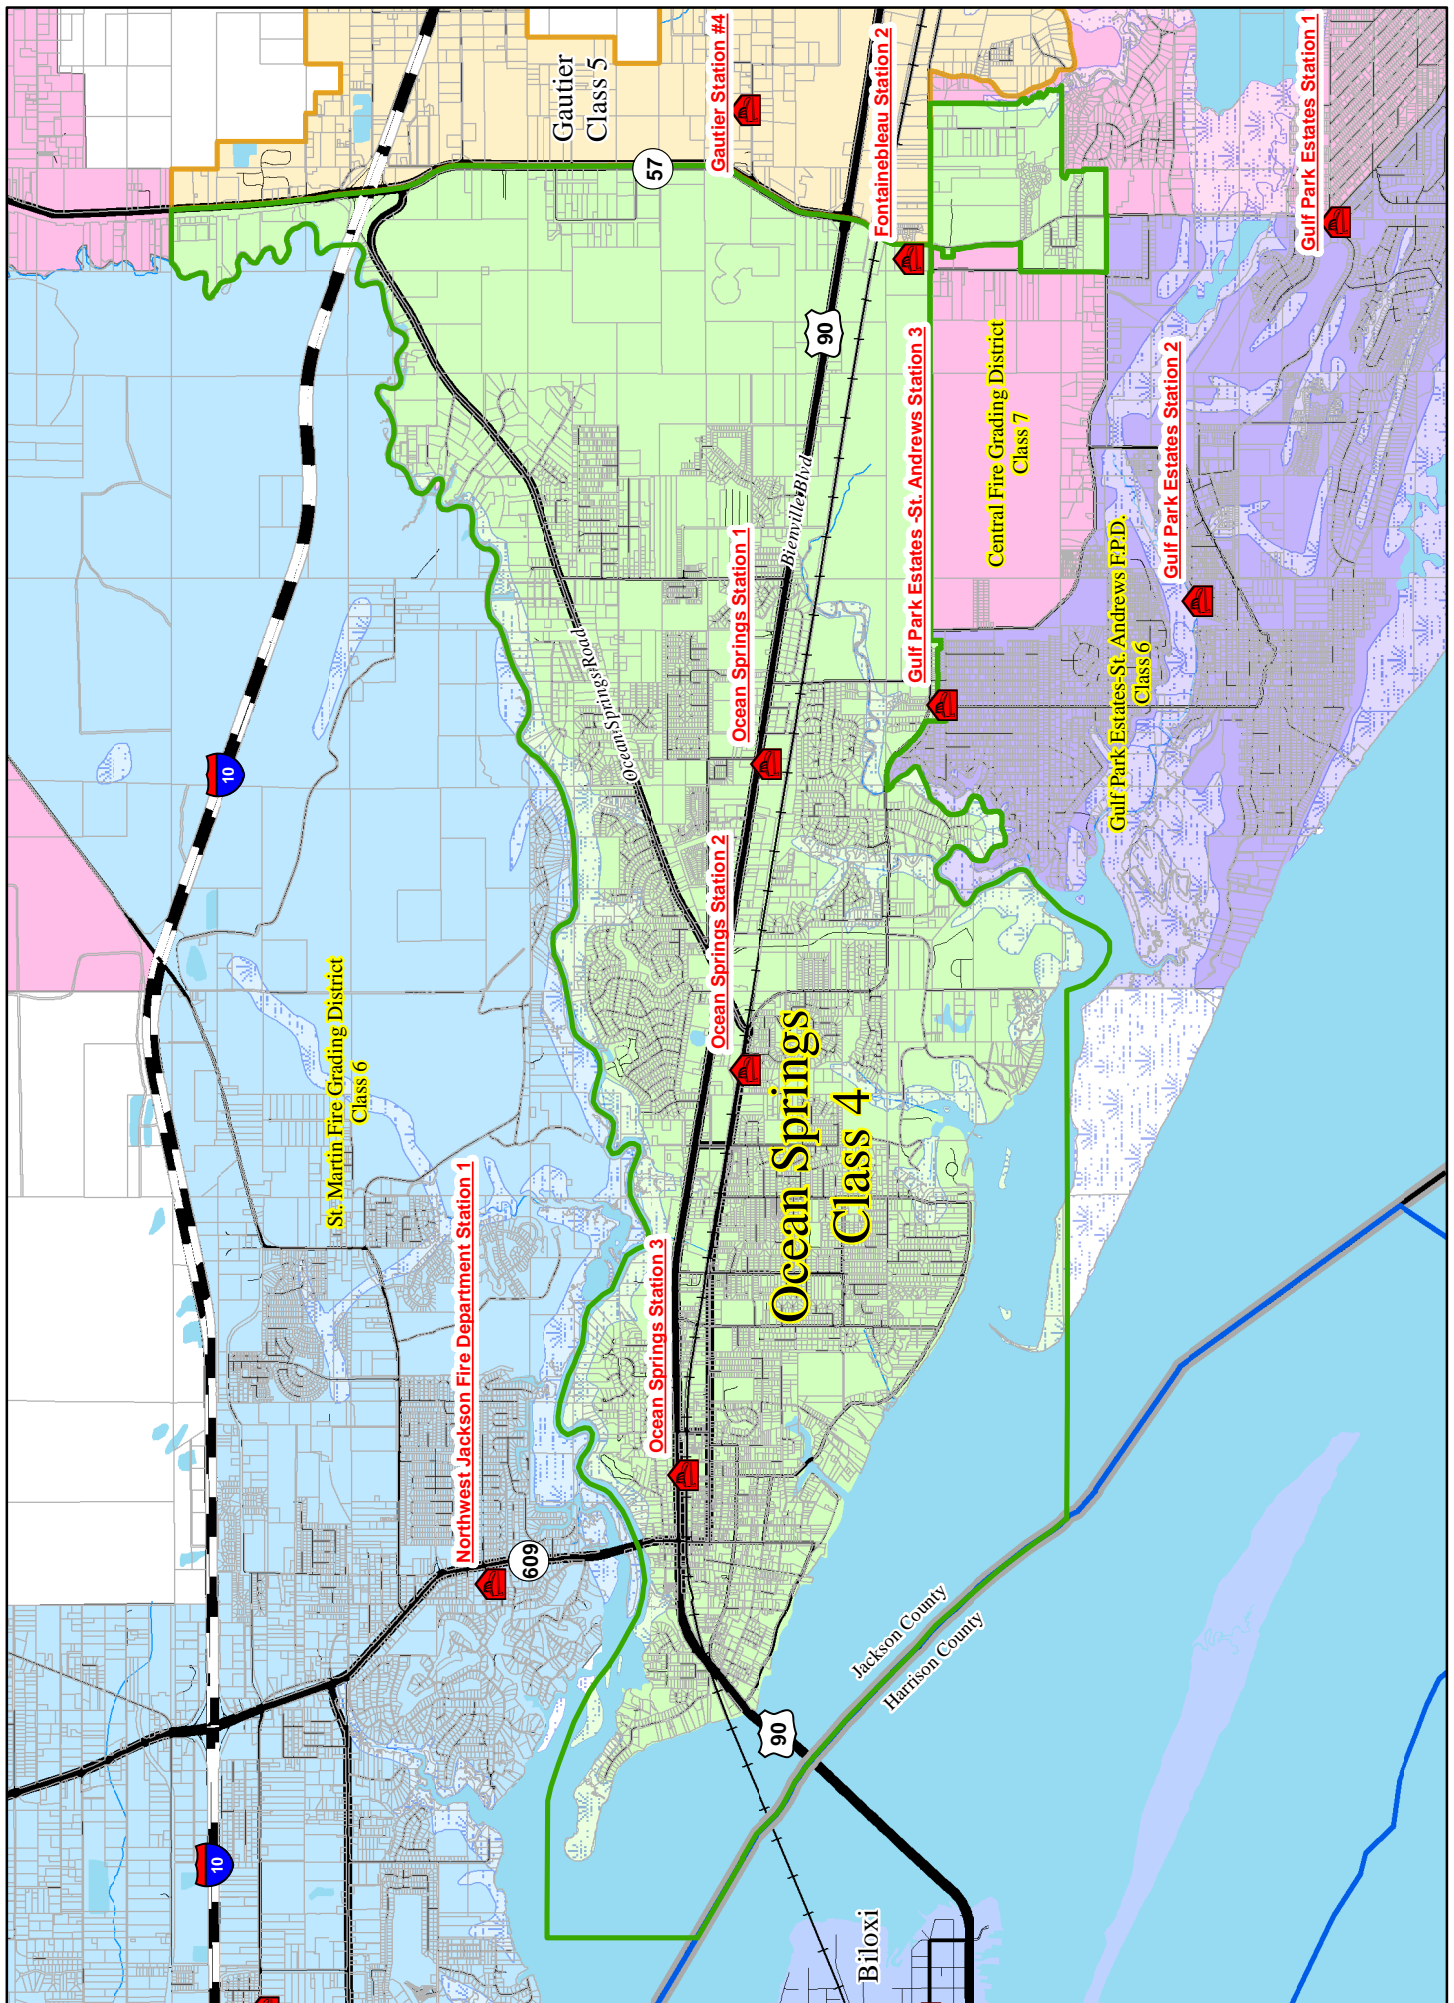 Gautier
Class 5
Gautier Station #4
57
Fontainebleau Station 2
Gulf Park Estates Station 1
90
Gulf Park Estates -St. Andrews Station 3
Central Fire Grading District
Class 7
Gulf Park Estates Station 2
Bienville Blvd
Ocean Springs Station 1
Ocean Springs Road
Gulf Park Estates-St. Andrews F.P.D.
Class 6
10
Ocean Springs Station 2
St. Martin Fire Grading District
Class 6
Ocean Springs
Class 4
Northwest Jackson Fire Department Station 1
Ocean Springs Station 3
609
Jackson County
Harrison County
90
10
Biloxi